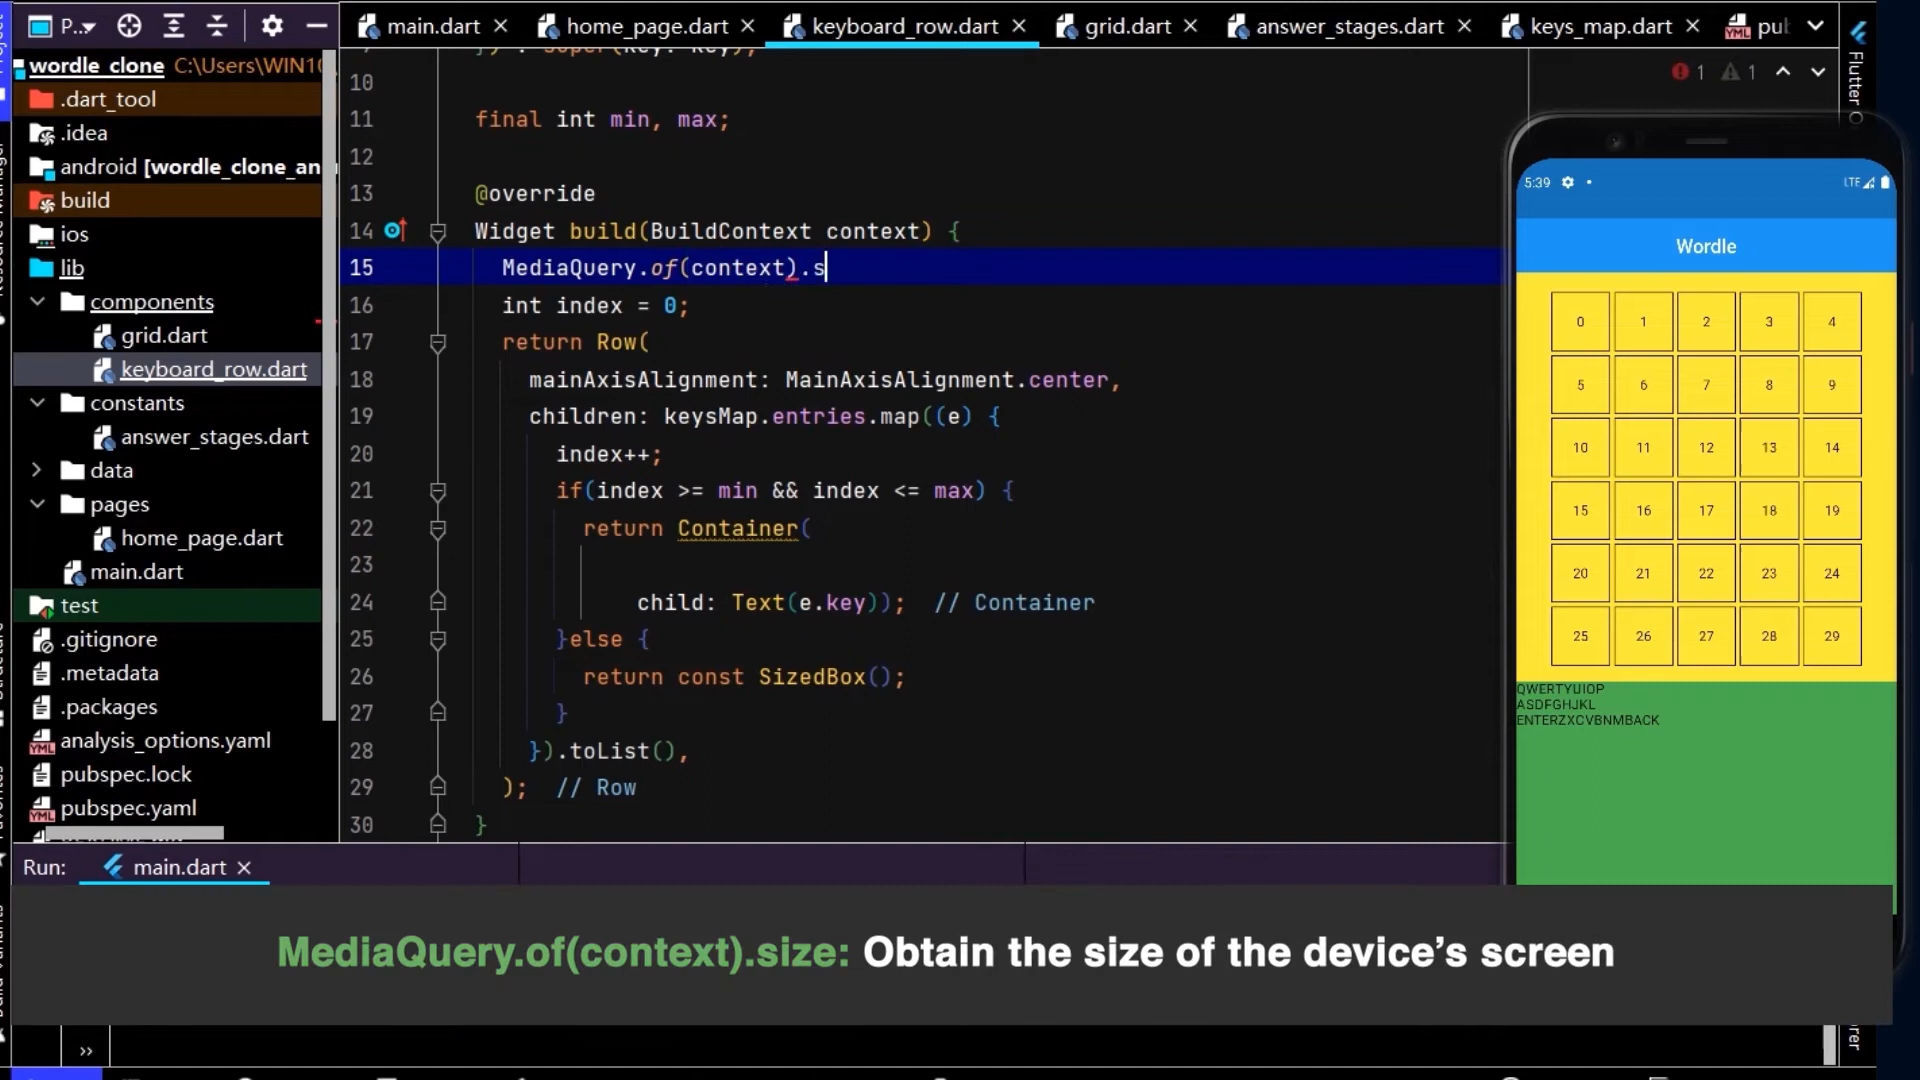 P...
main.dart
home_page.dart
keyboard_row.dart
grid.dart
answer_stages.dart
keys_map.dart
pub
wordle_clone C:\Users\WIN10
.dart_tool
.idea
android [wordle_clone_an
build
ios
lib
components
grid.dart
keyboard_row.dart
constants
answer_stages.dart
data
pages
home_page.dart
main.dart
test
.gitignore
.metadata
.packages
analysis_options.yaml
pubspec.lock
pubspec.yaml
1 1
10
11 final int min, max;
12
13 @override
14 Widget build(BuildContext context) {
15 MediaQuery.of(context).s
16 int index = 0;
17 return Row(
18 mainAxisAlignment: MainAxisAlignment.center,
19 children: keysMap.entries.map((e) {
20 index++;
21 if(index >= min && index <= max) {
22 return Container(
23
24 child: Text(e.key)); // Container
25 }else {
26 return const SizedBox();
27 }
28 }).toList(),
29 ); // Row
30 }
Flutter O
5:39 LTE
Wordle
0 1 2 3 4
5 6 7 8 9
10 11 12 13 14
15 16 17 18 19
20 21 22 23 24
25 26 27 28 29
QWERTYUIOP
ASDFGHJKL
ENTERZXCVBNMBACK
Run: main.dart
MediaQuery.of(context).size: Obtain the size of the device’s screen